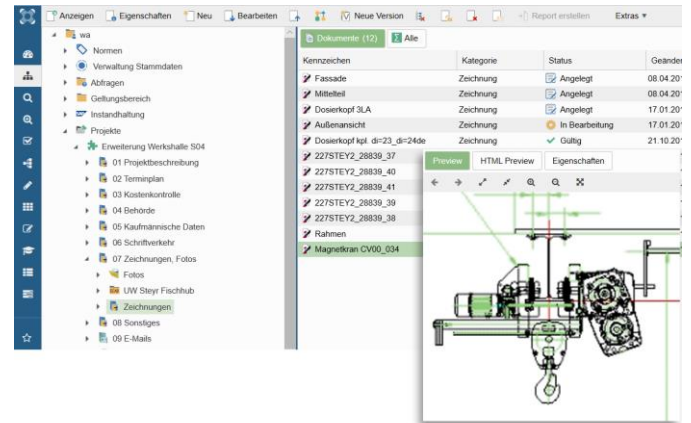 Anzeigen Eigenschaften Neu Bearbeiten Neue Version Report erstellen Extras
wa
Normen
Verwaltung Stammdaten
Abfragen
Geltungsbereich
Instandhaltung
Projekte
Erweiterung Werkshalle S04
01 Projektbeschreibung
02 Terminplan
03 Kostenkontrolle
04 Behörde
05 Kaufmännische Daten
06 Schriftverkehr
07 Zeichnungen, Fotos
Fotos
UW Steyr Fischhub
Zeichnungen
08 Sonstiges
09 E-Mails
Dokumente (12) Alle
Kennzeichen Kategorie Status Geänder
Fassade Zeichnung Angelegt 08.04.20
Mittelteil Zeichnung Angelegt 08.04.20
Dosierkopf 3LA Zeichnung Angelegt 17.01.20
Außenansicht Zeichnung In Bearbeitung 17.01.20
Dosierkopf kpl. di=23_di=24de Zeichnung Gültig 21.10.20
227STEY2_28839_37
227STEY2_28839_40
227STEY2_28839_41
227STEY2_28839_39
227STEY2_28839_38
Rahmen
Magnetkran CV00_034
Preview HTML Preview Eigenschaften